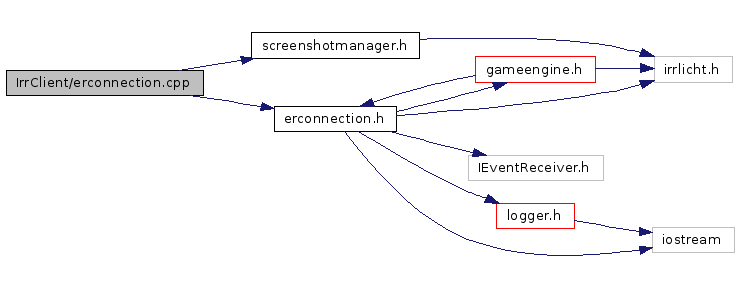 screenshotmanager.h
gameengine.h
irrlicht.h
IrrClient/erconnection.cpp
erconnection.h
IEventReceiver.h
logger.h
iostream